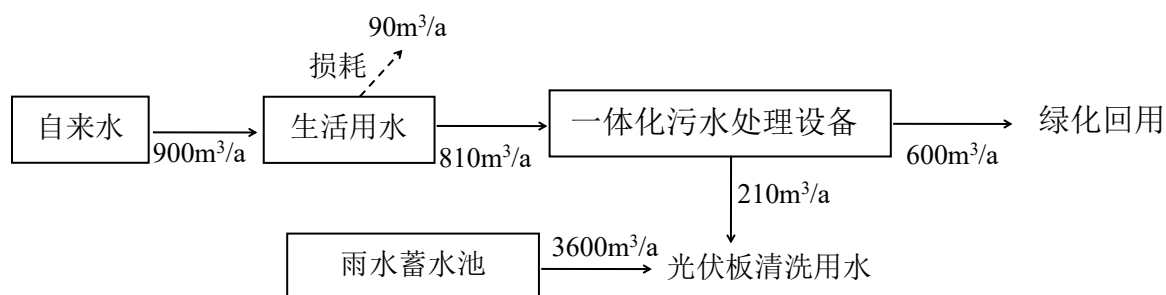 90m³/a
损耗
自来水
900m³/a
生活用水
810m³/a
一体化污水处理设备
600m³/a
绿化回用
210m³/a
雨水蓄水池
3600m³/a
光伏板清洗用水